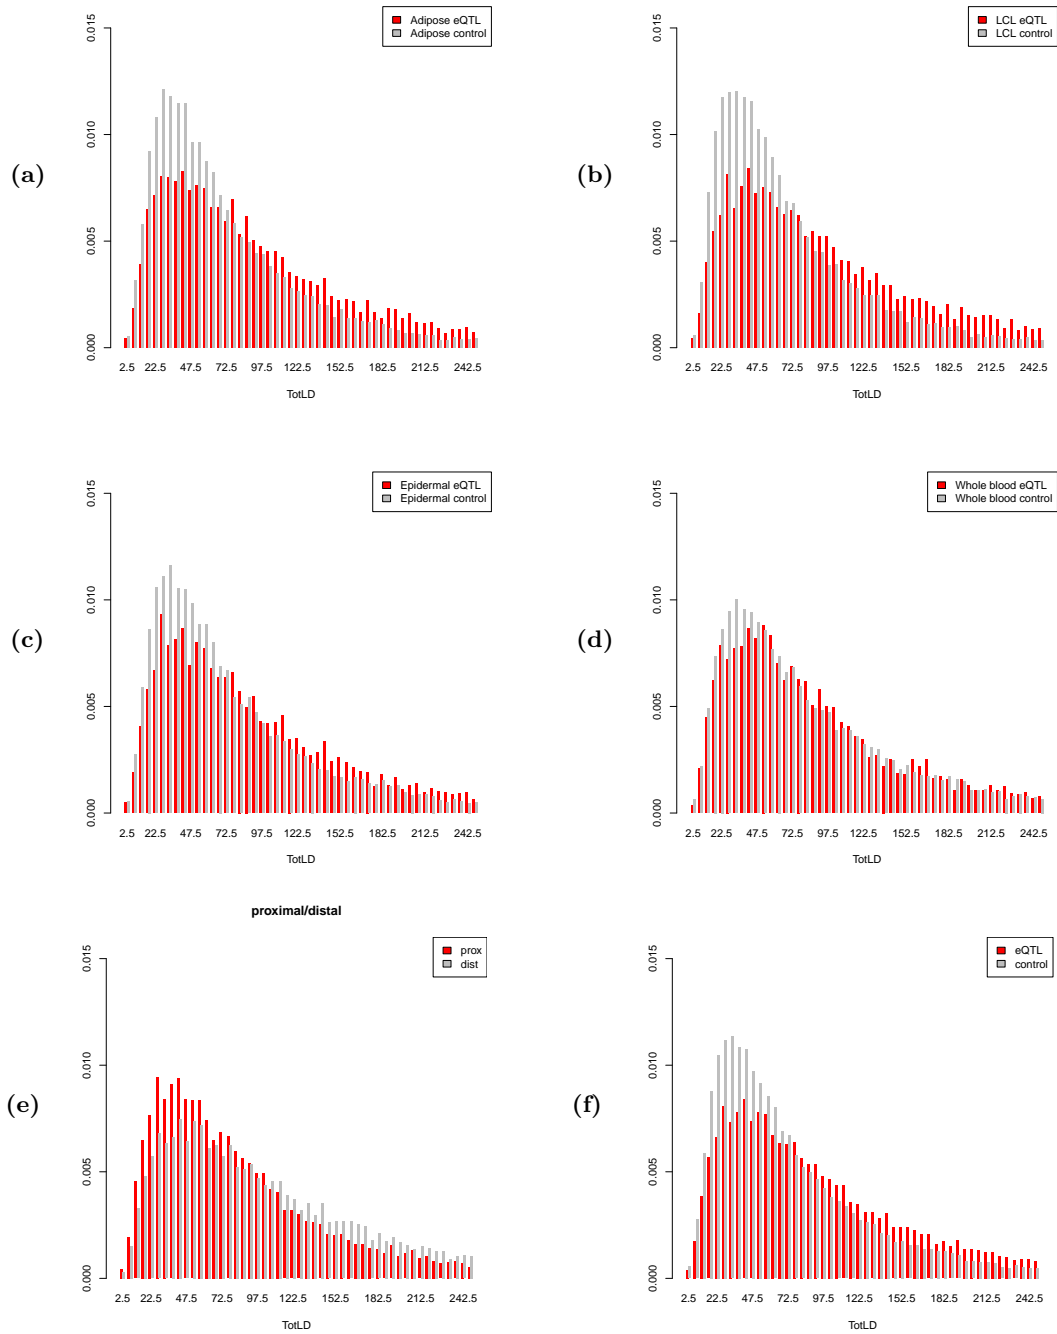 (a)
Adipose eQTL
Adipose control
0.015
0.010
0.005
0.000
2.5 22.5 47.5 72.5 97.5 122.5 152.5 182.5 212.5 242.5
TotLD
(b)
LCL eQTL
LCL control
0.015
0.010
0.005
0.000
2.5 22.5 47.5 72.5 97.5 122.5 152.5 182.5 212.5 242.5
TotLD
(c)
Epidermal eQTL
Epidermal control
0.015
0.010
0.005
0.000
2.5 22.5 47.5 72.5 97.5 122.5 152.5 182.5 212.5 242.5
TotLD
(d)
Whole blood eQTL
Whole blood control
0.015
0.010
0.005
0.000
2.5 22.5 47.5 72.5 97.5 122.5 152.5 182.5 212.5 242.5
TotLD
(e)
proximal/distal
prox
dist
0.015
0.010
0.005
0.000
2.5 22.5 47.5 72.5 97.5 122.5 152.5 182.5 212.5 242.5
TotLD
(f)
eQTL
control
0.015
0.010
0.005
0.000
2.5 22.5 47.5 72.5 97.5 122.5 152.5 182.5 212.5 242.5
TotLD